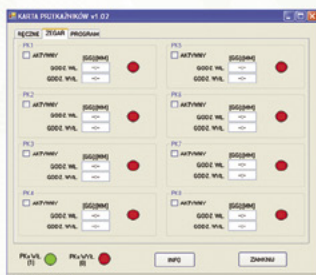 KARTA PRZEKAŹNIKÓW v1.02
RĘCZNE ZEGAR PROGRAM
PK1
AKTYWNY [GG][MM]
GODZ. WŁ. --:--
GODZ. WYŁ. --:--
PK2
AKTYWNY [GG][MM]
GODZ. WŁ. --:--
GODZ. WYŁ. --:--
PK3
AKTYWNY [GG][MM]
GODZ. WŁ. --:--
GODZ. WYŁ. --:--
PK4
AKTYWNY [GG][MM]
GODZ. WŁ. --:--
GODZ. WYŁ. --:--
PK5
AKTYWNY [GG][MM]
GODZ. WŁ. --:--
GODZ. WYŁ. --:--
PK6
AKTYWNY [GG][MM]
GODZ. WŁ. --:--
GODZ. WYŁ. --:--
PK7
AKTYWNY [GG][MM]
GODZ. WŁ. --:--
GODZ. WYŁ. --:--
PK8
AKTYWNY [GG][MM]
GODZ. WŁ. --:--
GODZ. WYŁ. --:--
PKx WŁ.
(1)
PKx WYŁ.
(0)
INFO
ZAMKNIJ